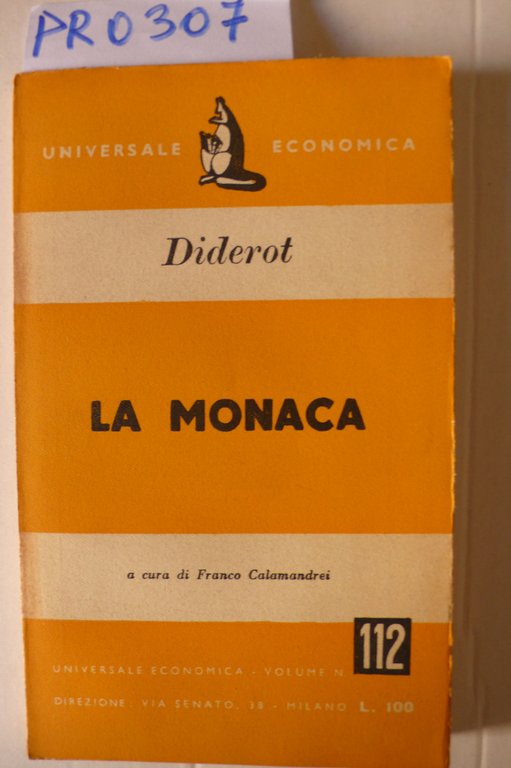 PR0307
UNIVERSALE ECONOMICA
Diderot
LA MONACA
a cura di Franco Calamandrei
112
UNIVERSALE ECONOMICA - VOLUME N.
DIREZIONE: VIA SENATO, 38 - MILANO L. 100